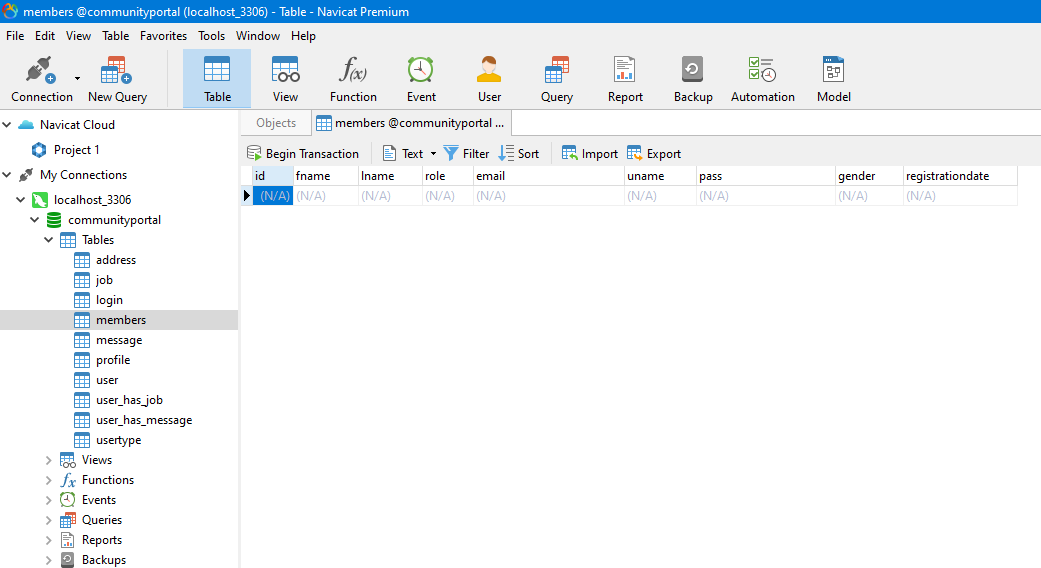 members @communityportal (localhost_3306) - Table - Navicat Premium
File Edit View Table Favorites Tools Window Help
Connection New Query Table View Function Event User Query Report Backup Automation Model
f(x)
Navicat Cloud
Project 1
My Connections
localhost_3306
communityportal
Tables
address
job
login
members
message
profile
user
user_has_job
user_has_message
usertype
Views
Functions
Events
Queries
Reports
Backups
Objects members @communityportal ...
Begin Transaction Text Filter Sort Import Export
id fname lname role email uname pass gender registrationdate
(N/A) (N/A) (N/A) (N/A) (N/A) (N/A) (N/A) (N/A) (N/A)